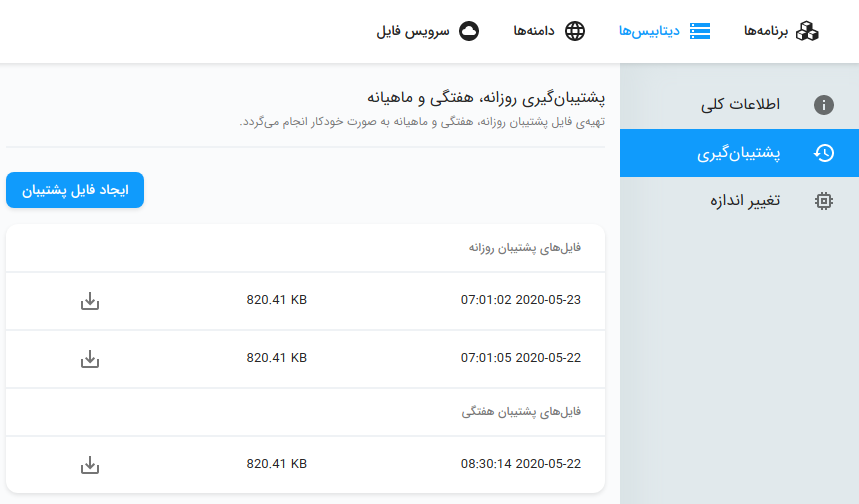 برنامه‌ها
دیتابیس‌ها
دامنه‌ها
سرویس فایل
اطلاعات کلی
پشتیبان‌گیری
تغییر اندازه
پشتیبان‌گیری روزانه، هفتگی و ماهیانه
تهیه‌ی فایل پشتیبان روزانه، هفتگی و ماهیانه به صورت خودکار انجام می‌گردد.
ایجاد فایل پشتیبان
فایل‌های پشتیبان روزانه
07:01:02 2020-05-23
820.41 KB
07:01:05 2020-05-22
820.41 KB
فایل‌های پشتیبان هفتگی
08:30:14 2020-05-22
820.41 KB